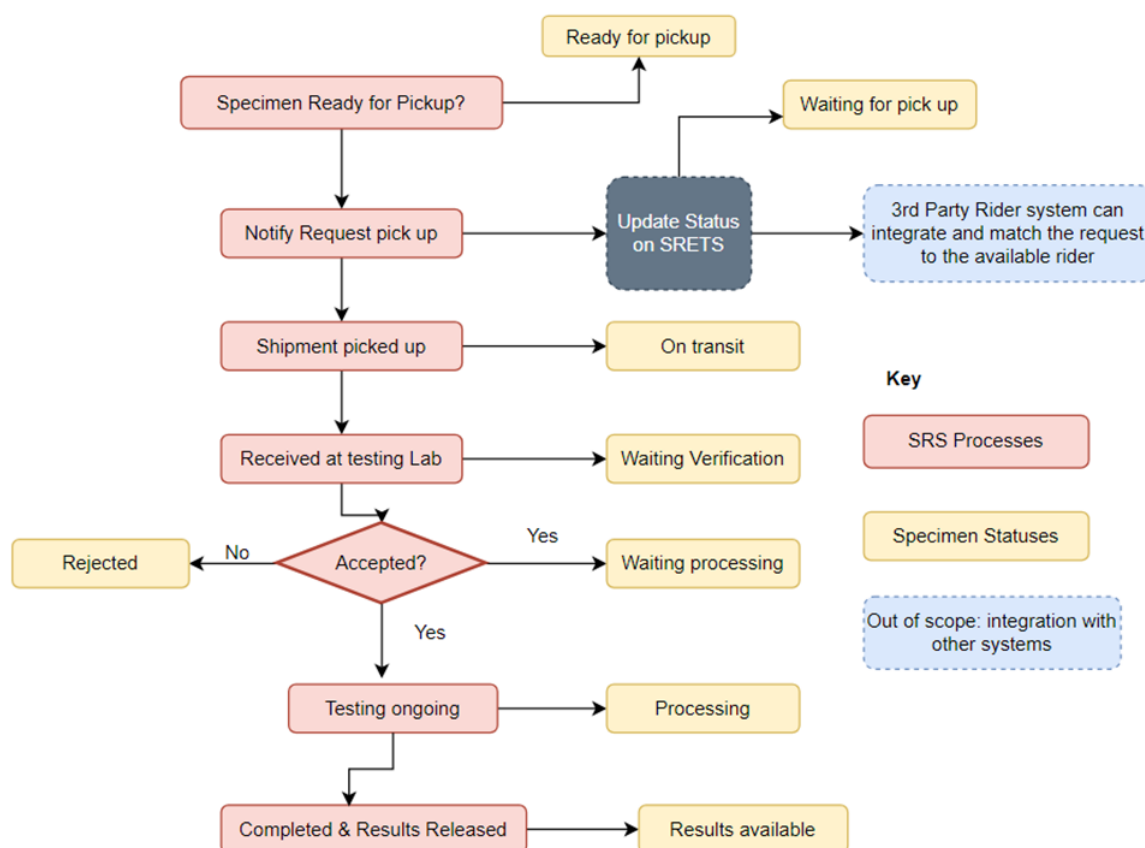 Ready for pickup
Specimen Ready for Pickup?
Waiting for pick up
Notify Request pick up
Update Status
on SRETS
3rd Party Rider system can
integrate and match the request
to the available rider
Shipment picked up
On transit
Key
SRS Processes
Received at testing Lab
Waiting Verification
Specimen Statuses
Rejected
No
Accepted?
Yes
Waiting processing
Yes
Out of scope: integration with
other systems
Testing ongoing
Processing
Completed & Results Released
Results available